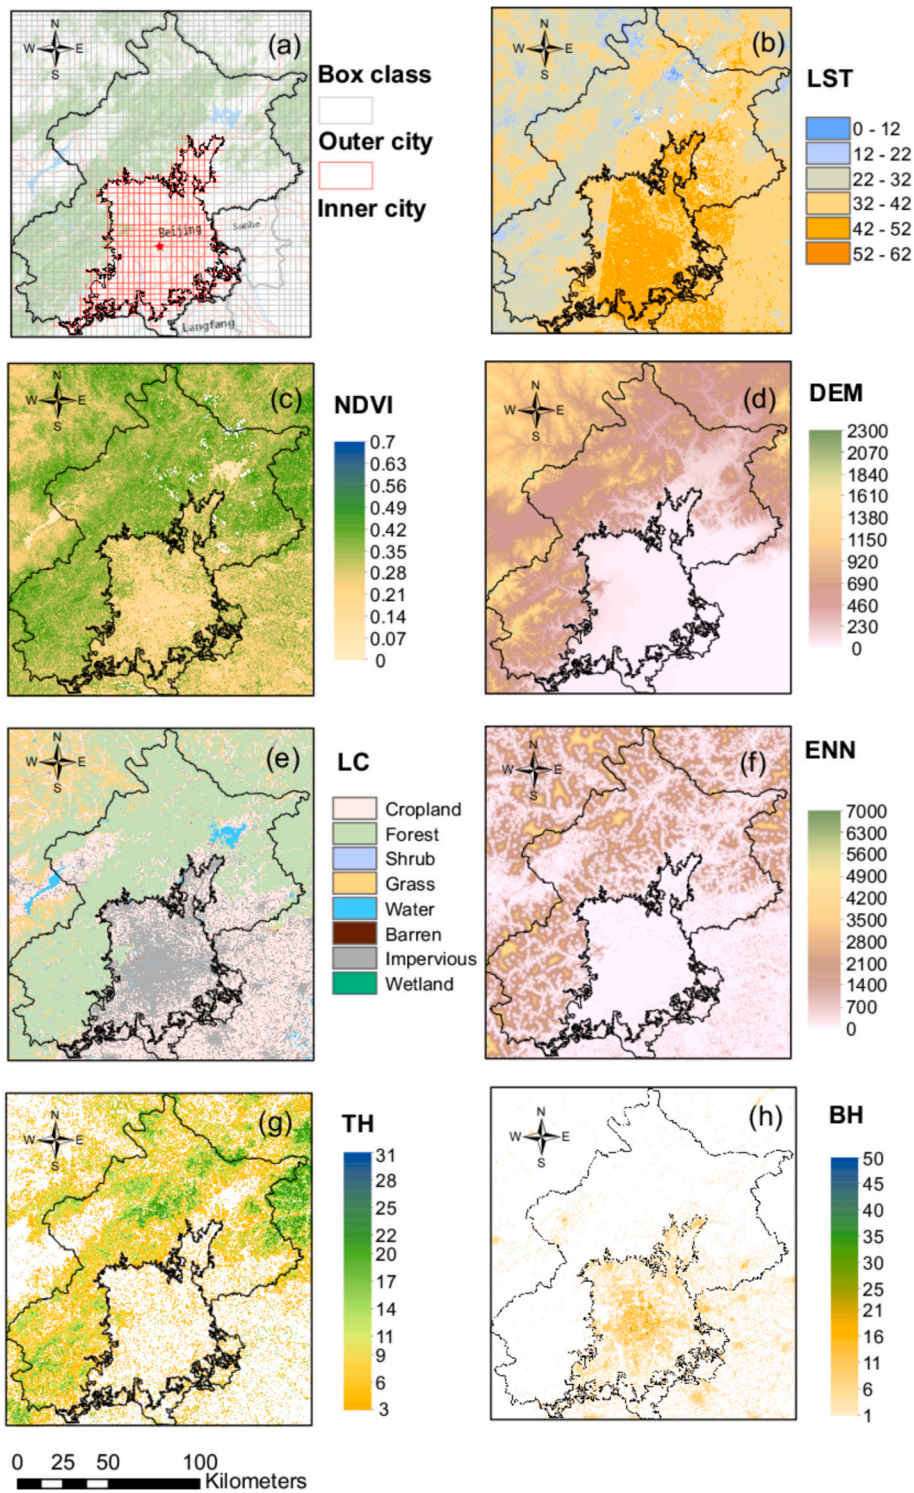 N
W E
S
(a)
Box class
Outer city
Inner city
Beijing
Sanhe
Langfang
N
W E
S
(b)
LST
0 - 12
12 - 22
22 - 32
32 - 42
42 - 52
52 - 62
N
W E
S
(c)
NDVI
0.7
0.63
0.56
0.49
0.42
0.35
0.28
0.21
0.14
0.07
0
N
W E
S
(d)
DEM
2300
2070
1840
1610
1380
1150
920
690
460
230
0
N
W E
S
(e)
LC
Cropland
Forest
Shrub
Grass
Water
Barren
Impervious
Wetland
N
W E
S
(f)
ENN
7000
6300
5600
4900
4200
3500
2800
2100
1400
700
0
N
W E
S
(g)
TH
31
28
25
22
20
17
14
11
9
6
3
N
W E
S
(h)
BH
50
45
40
35
30
25
21
16
11
6
1
0 25 50 100
Kilometers